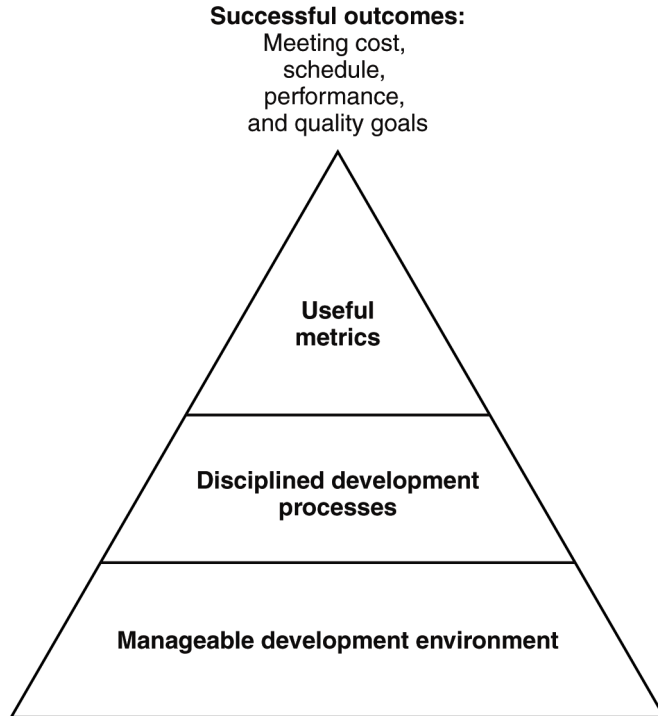 Successful outcomes:
Meeting cost,
schedule,
performance,
and quality goals
Useful
metrics
Disciplined development
processes
Manageable development environment